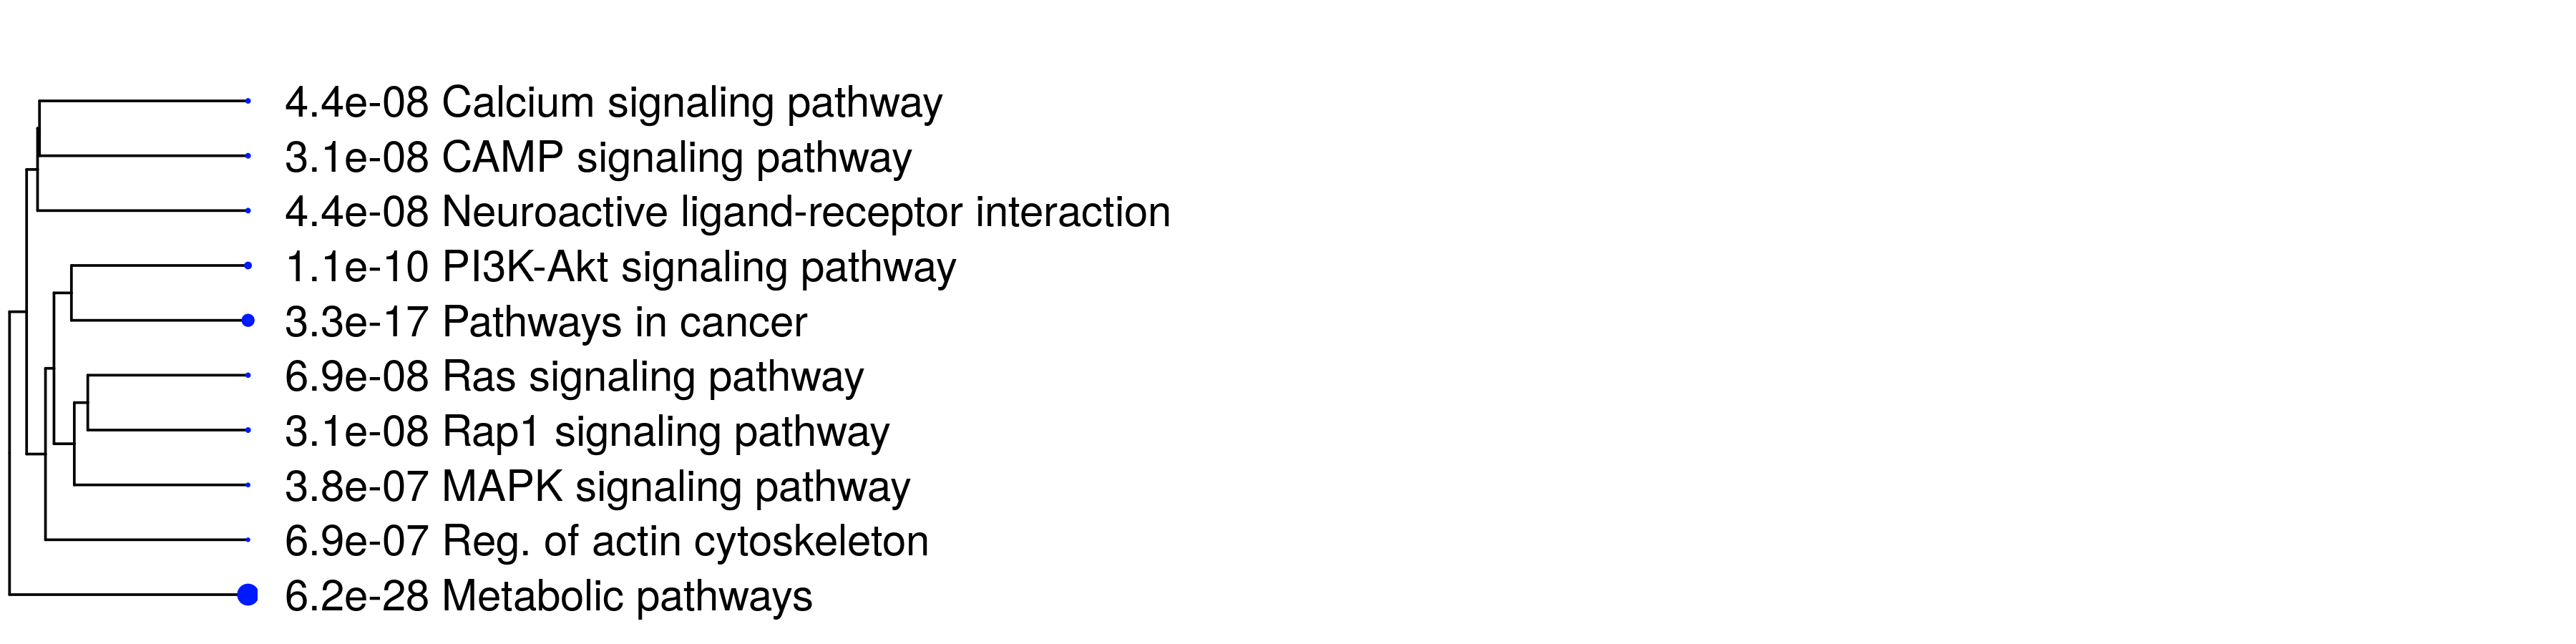 4.4e-08 Calcium signaling pathway
3.1e-08 CAMP signaling pathway
4.4e-08 Neuroactive ligand-receptor interaction
1.1e-10 PI3K-Akt signaling pathway
3.3e-17 Pathways in cancer
6.9e-08 Ras signaling pathway
3.1e-08 Rap1 signaling pathway
3.8e-07 MAPK signaling pathway
6.9e-07 Reg. of actin cytoskeleton
6.2e-28 Metabolic pathways